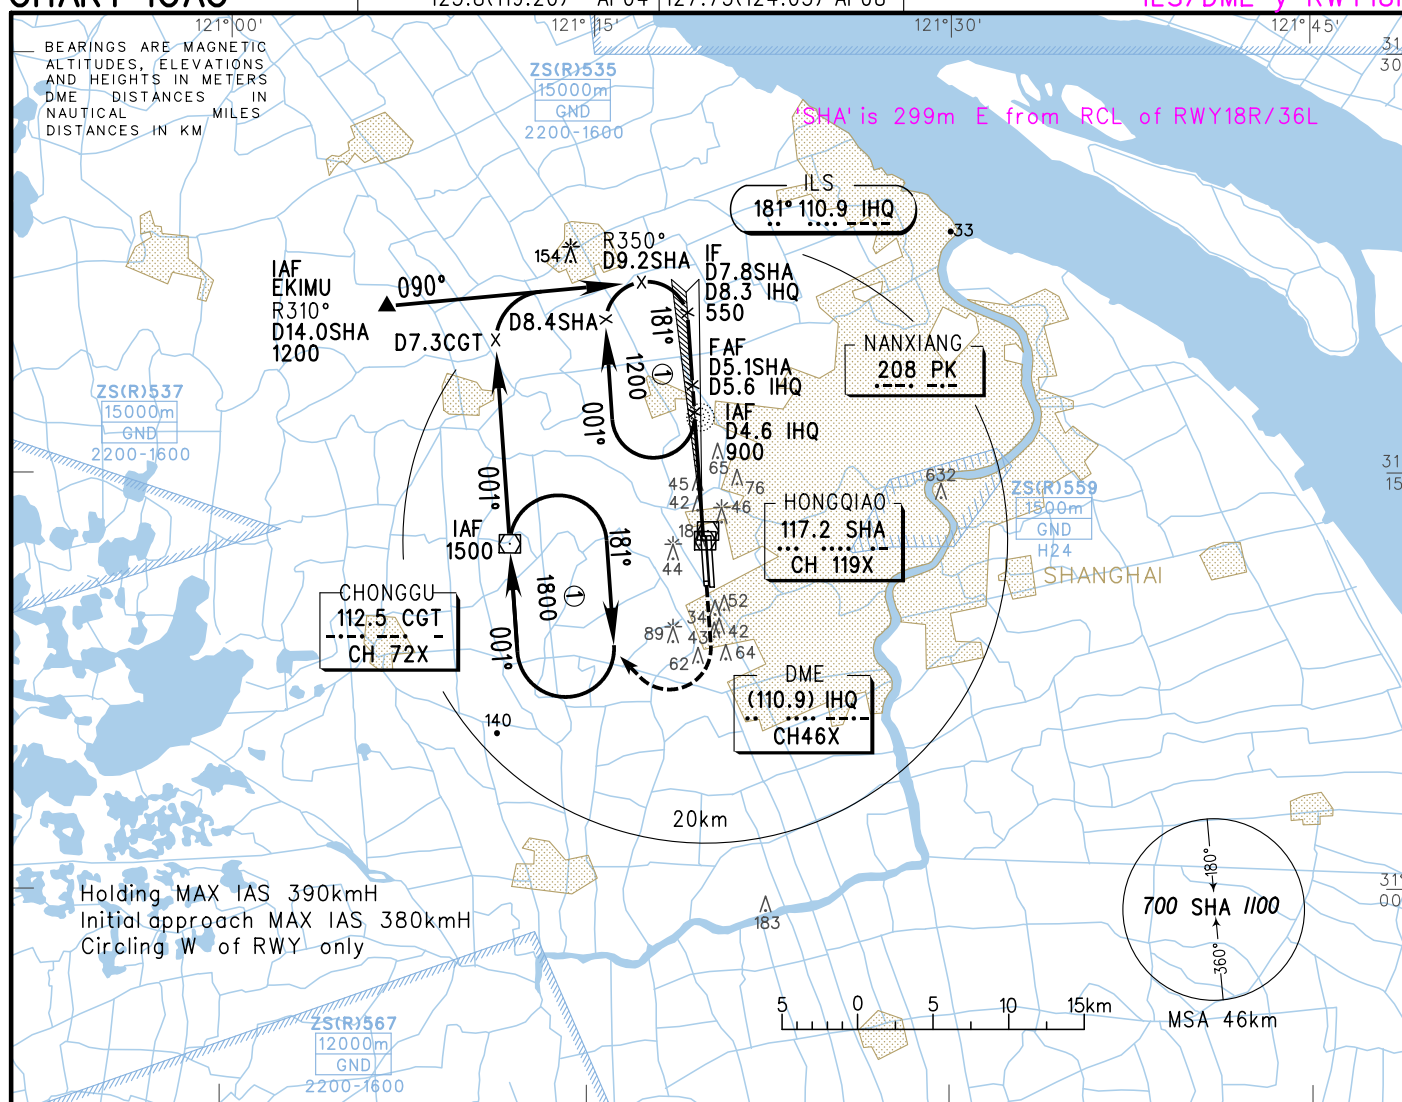 121°00'
121°15'
121°30'
121°45'
BEARINGS ARE MAGNETIC
ALTITUDES, ELEVATIONS
AND HEIGHTS IN METERS
DME DISTANCES IN
NAUTICAL MILES
DISTANCES IN KM
ZS(R)535
15000m
GND
2200-1600
'SHA' is 299m E from RCL of RWY18R/36L
31
30
ILS
181° 110.9 IHQ
33
154
R350°
D9.2SHA
IF
D7.8SHA
D8.3 IHQ
550
IAF
EKIMU
R310°
D14.0SHA
1200
090°
D8.4SHA
D7.3CGT
181°
1200
1
001°
FAF
D5.1SHA
D5.6 IHQ
IAF
D4.6 IHQ
900
NANXIANG
208 PK
ZS(R)537
15000m
GND
2200-1600
65
76
45
42
46
18
44
632
31
15
ZS(R)559
1500m
GND
H24
HONGQIAO
117.2 SHA
CH 119X
SHANGHAI
001°
IAF
1500
181°
1800
1
001°
CHONGGU
112.5 CGT
CH 72X
52
34
43
42
89
62
64
DME
(110.9) IHQ
CH46X
140
20km
Holding MAX IAS 390kmH
Initial approach MAX IAS 380kmH
Circling W of RWY only
183
180°
700 SHA 1100
360°
MSA 46km
31°
00
5 0 5 10 15km
ZS(R)567
12000m
GND
2200-1600